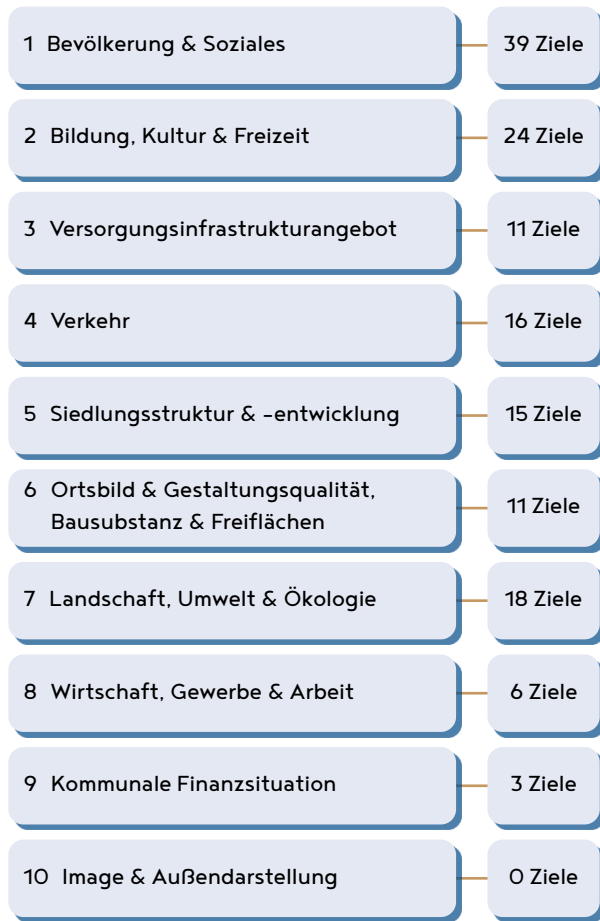 1 Bevölkerung & Soziales 39 Ziele
2 Bildung, Kultur & Freizeit 24 Ziele
3 Versorgungsinfrastrukturangebot 11 Ziele
4 Verkehr 16 Ziele
5 Siedlungsstruktur & -entwicklung 15 Ziele
6 Ortsbild & Gestaltungsqualität,
Bausubstanz & Freiflächen 11 Ziele
7 Landschaft, Umwelt & Ökologie 18 Ziele
8 Wirtschaft, Gewerbe & Arbeit 6 Ziele
9 Kommunale Finanzsituation 3 Ziele
10 Image & Außendarstellung 0 Ziele